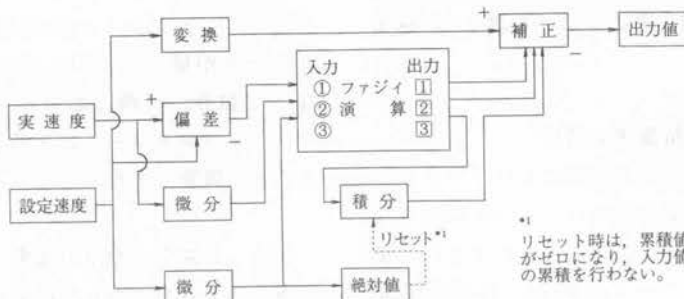 変換
+
補正
出力値
−
入力
出力
① ファジィ 1
② 演算 2
③ 3
実速度
+
偏差
−
設定速度
微分
積分
リセット*1
微分
絶対値
*1
リセット時は，累積値
がゼロになり，入力値
の累積を行わない。